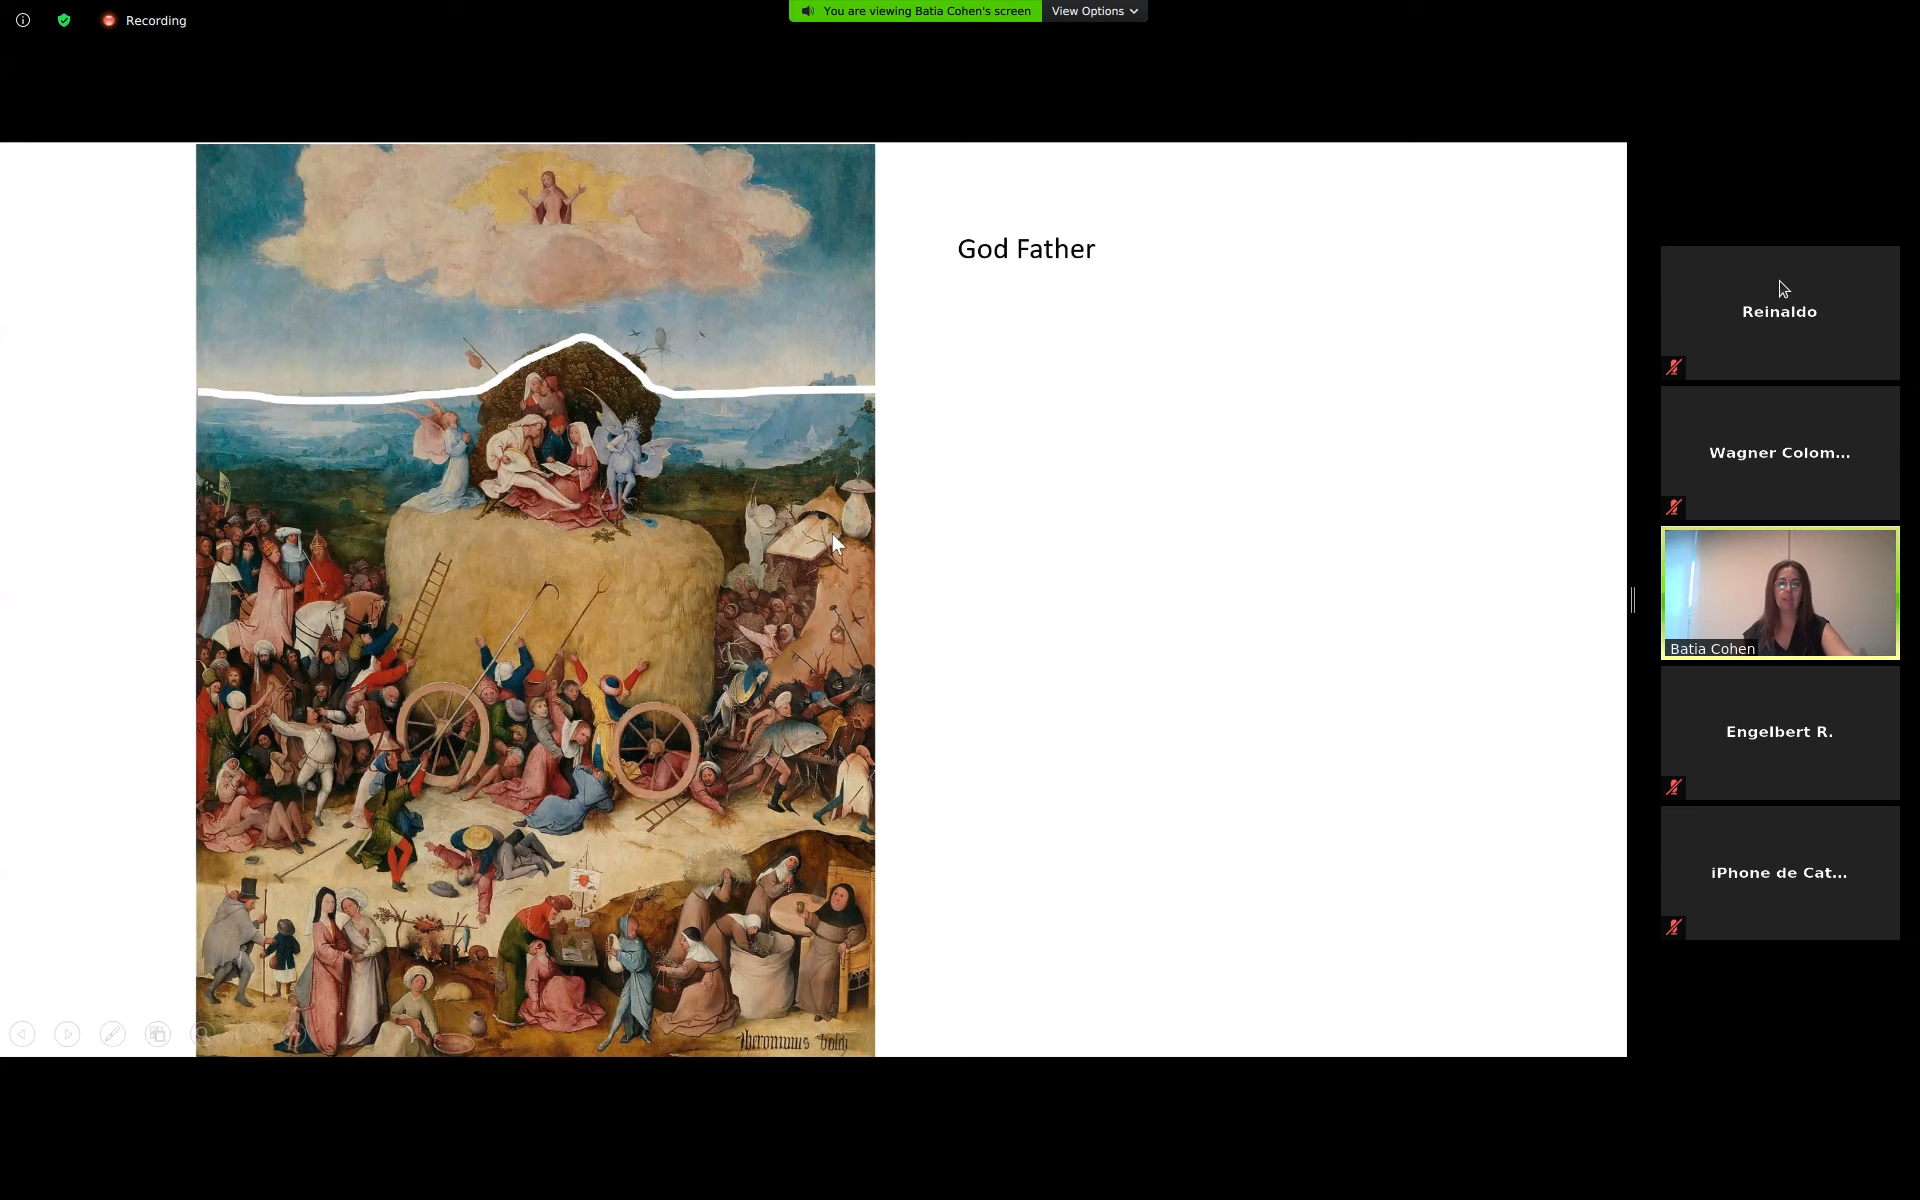 Recording
You are viewing Batia Cohen's screen
View Options
God Father
Reinaldo
Wagner Colom...
Batia Cohen
Engelbert R.
iPhone de Cat...
Jheronimus bosch